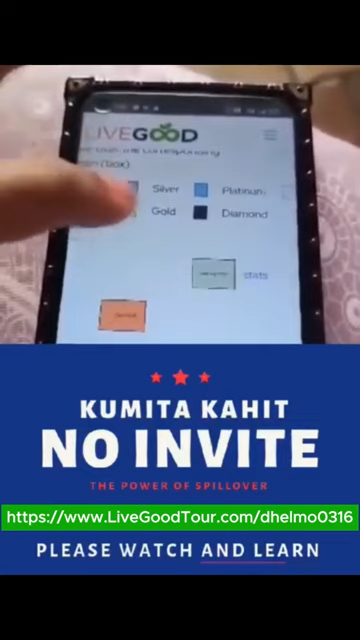 LIVEGOOD
Silver
Platinum
Gold
Diamond
stats
KUMITA KAHIT
NO INVITE
THE POWER OF SPILLOVER
https://www.LiveGoodTour.com/dhelmo0316
PLEASE WATCH AND LEARN